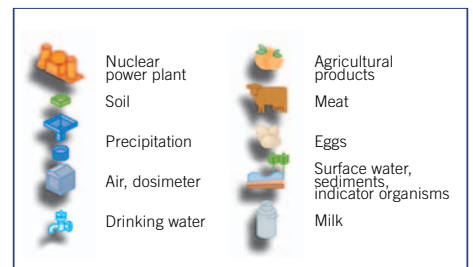 Nuclear
power plant
Soil
Precipitation
Air, dosimeter
Drinking water
Agricultural
products
Meat
Eggs
Surface water,
sediments,
indicator organisms
Milk